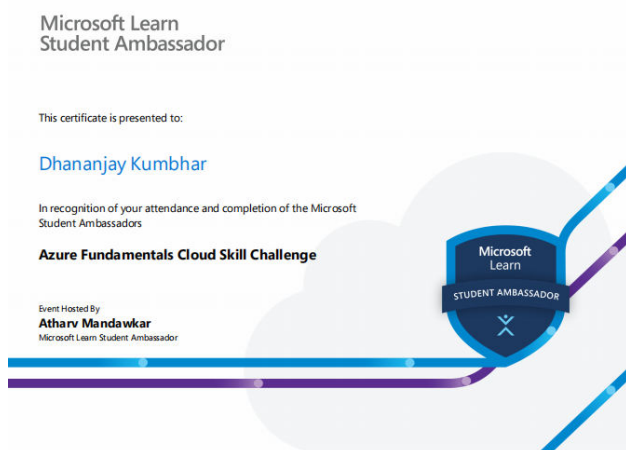 Microsoft Learn
Student Ambassador
This certificate is presented to:
Dhananjay Kumbhar
In recognition of your attendance and completion of the Microsoft
Student Ambassadors
Azure Fundamentals Cloud Skill Challenge
Event Hosted By
Atharv Mandawkar
Microsoft Learn Student Ambassador
Microsoft
Learn
STUDENT AMBASSADOR